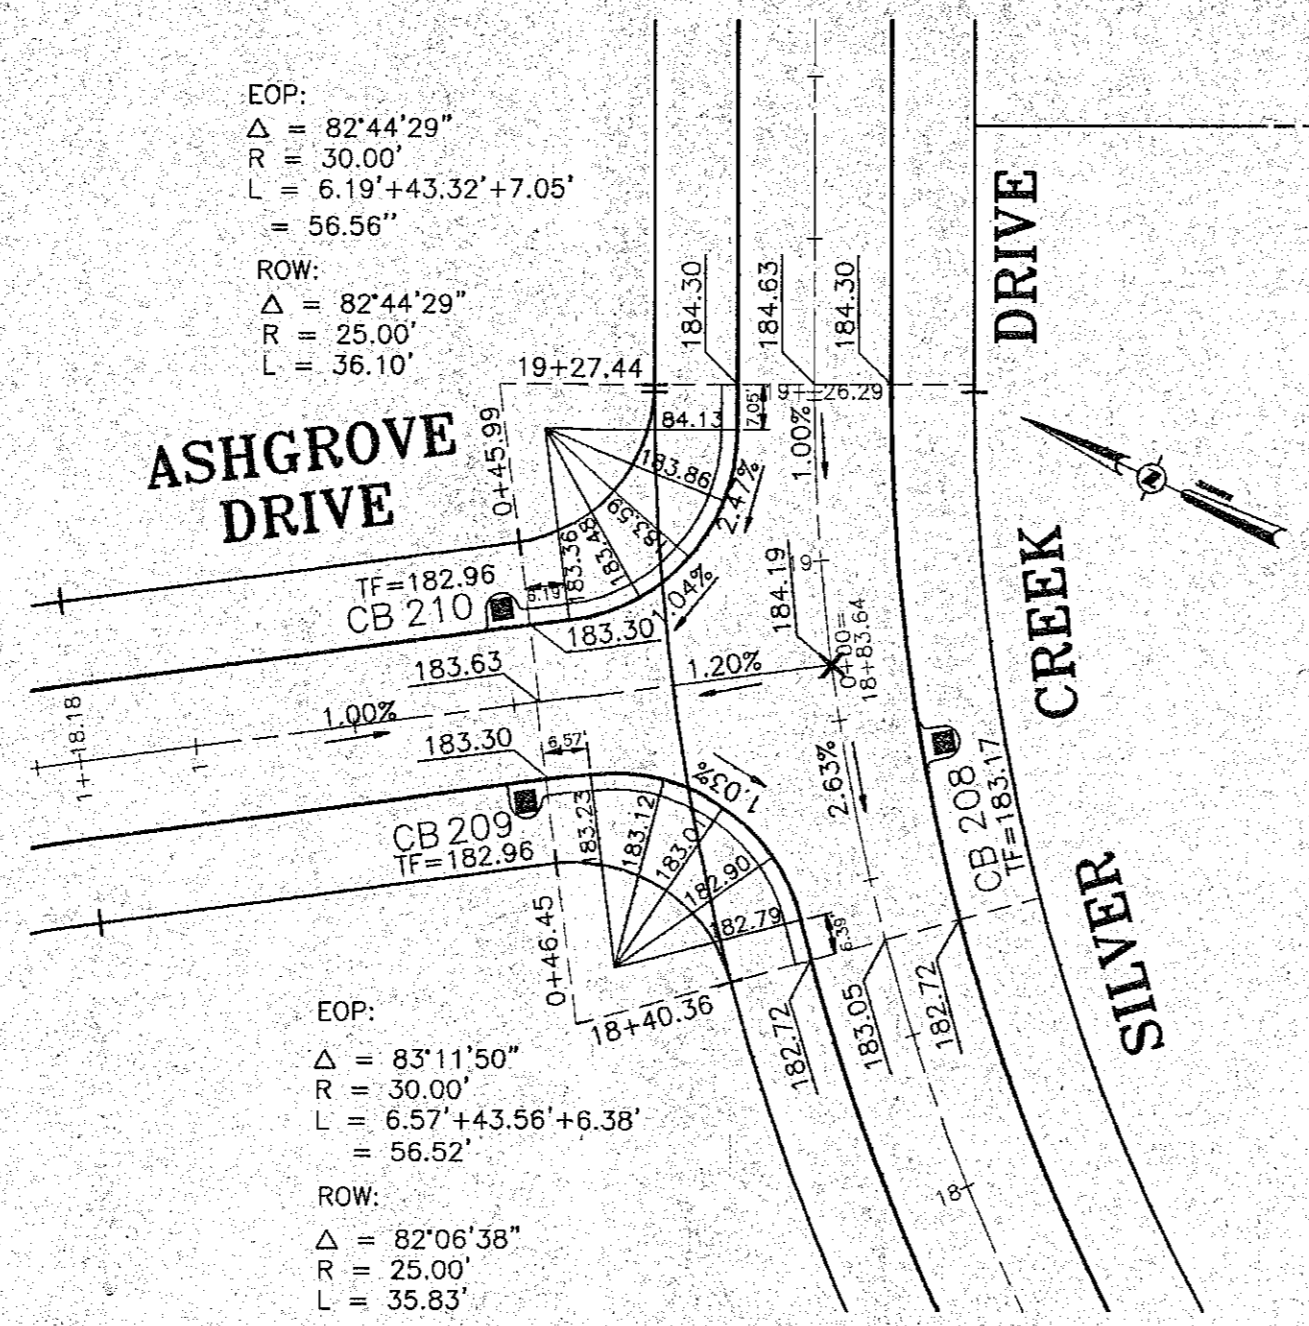 EOP:
Δ = 82°44'29"
R = 30.00'
L = 6.19'+43.32'+7.05'
= 56.56"
ROW:
Δ = 82°44'29"
R = 25.00'
L = 36.10'
ASHGROVE
DRIVE
DRIVE
CREEK
SILVER
184.30
184.63
184.30
19+27.44
19+26.29
0+45.99
84.13
7.05'
1.00%
183.86
2.47%
183.59
183.48
183.36
6.19'
TF=182.96
CB 210
.04%
183.30
184.19
19
0+00=
18+83.64
183.63
1.20%
1.00%
1+18.18
1
183.30
6.57'
1.03%
2.63%
CB 209
TF=182.96
183.23
183.12
183.0
182.90
182.79
6.39
CB 208
TF=183.17
0+46.45
18+40.36
182.72
183.05
182.72
18
EOP:
Δ = 83°11'50"
R = 30.00'
L = 6.57'+43.56'+6.38'
= 56.52'
ROW:
Δ = 82°06'38"
R = 25.00'
L = 35.83'